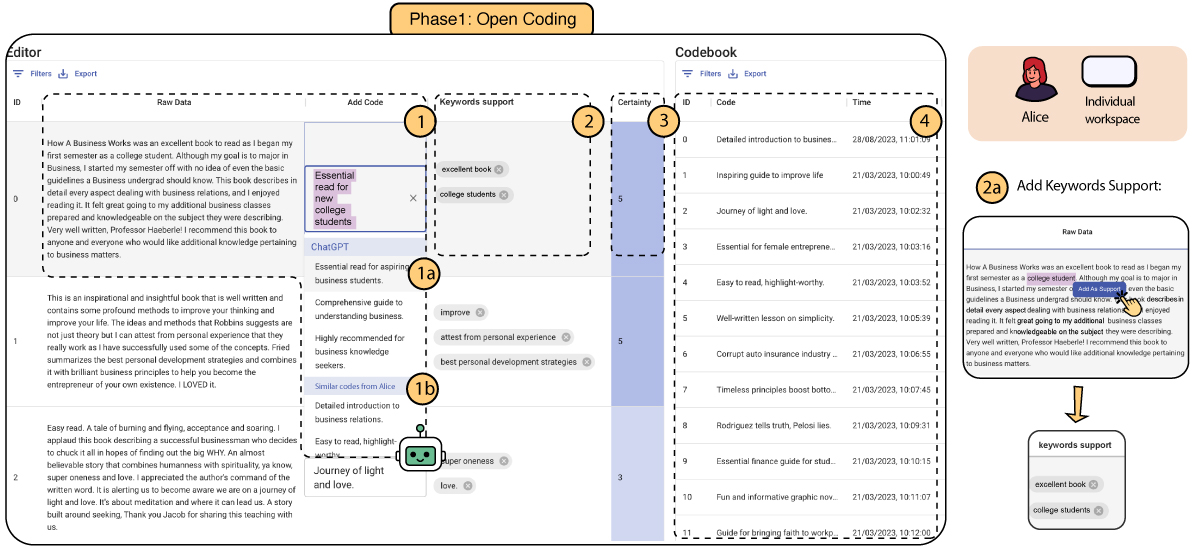 Phase1: Open Coding
Editor
Filters
Export
ID
Raw Data
Add Code
Keywords support
Certainty
1
2
3
0
How A Business Works was an excellent book to read as I began my
first semester as a college student. Although my goal is to major in
Business, I started my semester off with no idea of even the basic
guidelines a Business undergrad should know. This book describes in
detail every aspect dealing with business relations, and I enjoyed
reading it. It felt great going to my additional business classes
prepared and knowledgeable on the subject they were describing.
Very well written, Professor Haeberle! I recommend this book to
anyone and everyone who would like additional knowledge pertaining
to business matters.
Essential
read for
new
college
students
ChatGPT
Essential read for aspiring
business students.
1a
Comprehensive guide to
understanding business.
Highly recommended for
business knowledge
seekers.
Similar codes from Alice
1b
Detailed introduction to
business relations.
Easy to read, highlight-
worthy.
excellent book
college students
5
1
This is an inspirational and insightful book that is well written and
contains some profound methods to improve your thinking and
improve your life. The ideas and methods that Robbins suggests are
not just theory but I can attest from personal experience that they
really work as I have successfully used some of the concepts. Fried
summarizes the best personal development strategies and combines
it with brilliant business principles to help you become the
entrepreneur of your own existence. I LOVED it.
improve
attest from personal experience
best personal development strategies
5
2
Easy read. A tale of burning and flying, acceptance and soaring. I
applaud this book describing a successful businessman who decides
to chuck it all in hopes of finding out the big WHY. An almost
believable story that combines humanness with spirituality, ya know,
super oneness and love. I appreciated the author's command of the
written word. It is alerting us to become aware we are on a journey of
light and love. It's about meditation and where it can lead us. A story
built around seeking, Thank you Jacob for sharing this teaching with
us.
Journey of light
and love.
super oneness
love.
3
Codebook
Filters
Export
ID
Code
Time
4
0
Detailed introduction to busines...
28/08/2023, 11:01:09
1
Inspiring guide to improve life
21/03/2023, 10:00:49
2
Journey of light and love.
21/03/2023, 10:02:32
3
Essential for female entreprene...
21/03/2023, 10:03:16
4
Easy to read, highlight-worthy.
21/03/2023, 10:03:52
5
Well-written lesson on simplicity.
21/03/2023, 10:05:39
6
Corrupt auto insurance industry ...
21/03/2023, 10:06:55
7
Timeless principles boost botto...
21/03/2023, 10:07:45
8
Rodriguez tells truth, Pelosi lies.
21/03/2023, 10:09:31
9
Essential finance guide for stud...
21/03/2023, 10:10:15
10
Fun and informative graphic nov...
21/03/2023, 10:11:07
11
Guide for bringing faith to workp...
21/03/2023, 10:12:00
Alice
Individual
workspace
2a
Add Keywords Support:
Raw Data
How A Business Works was an excellent book to read as I began my
first semester as a college student. Although my goal is to major in
Business, I started my semester o
Add As Support
even the basic
guidelines a Business undergrad should know.
book describes in
detail every aspect dealing with business relations,
enjoyed
reading it. It felt great going to my additional business classes
prepared and knowledgeable on the subject they were describing.
Very well written, Professor Haeberle! I recommend this book to
anyone and everyone who would like additional knowledge pertaining
to business matters.
keywords support
excellent book
college students